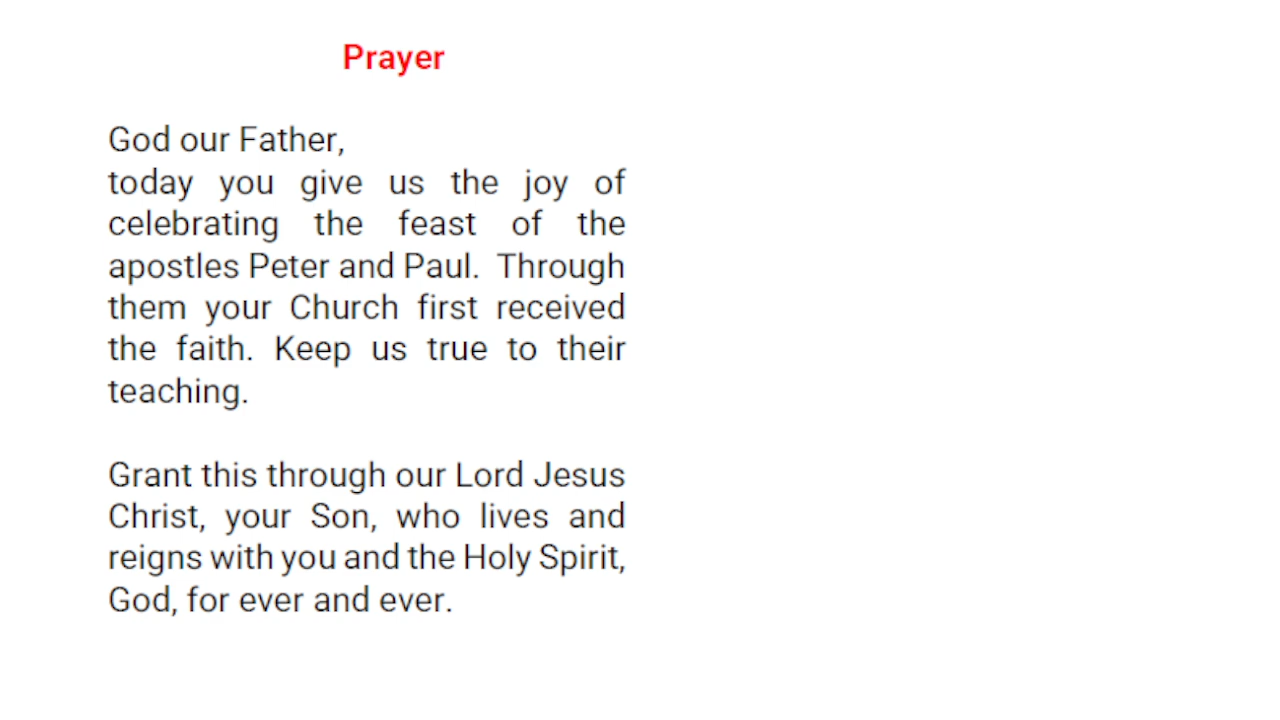 Prayer
God our Father,
today you give us the joy of
celebrating the feast of the
apostles Peter and Paul. Through
them your Church first received
the faith. Keep us true to their
teaching.
Grant this through our Lord Jesus
Christ, your Son, who lives and
reigns with you and the Holy Spirit,
God, for ever and ever.